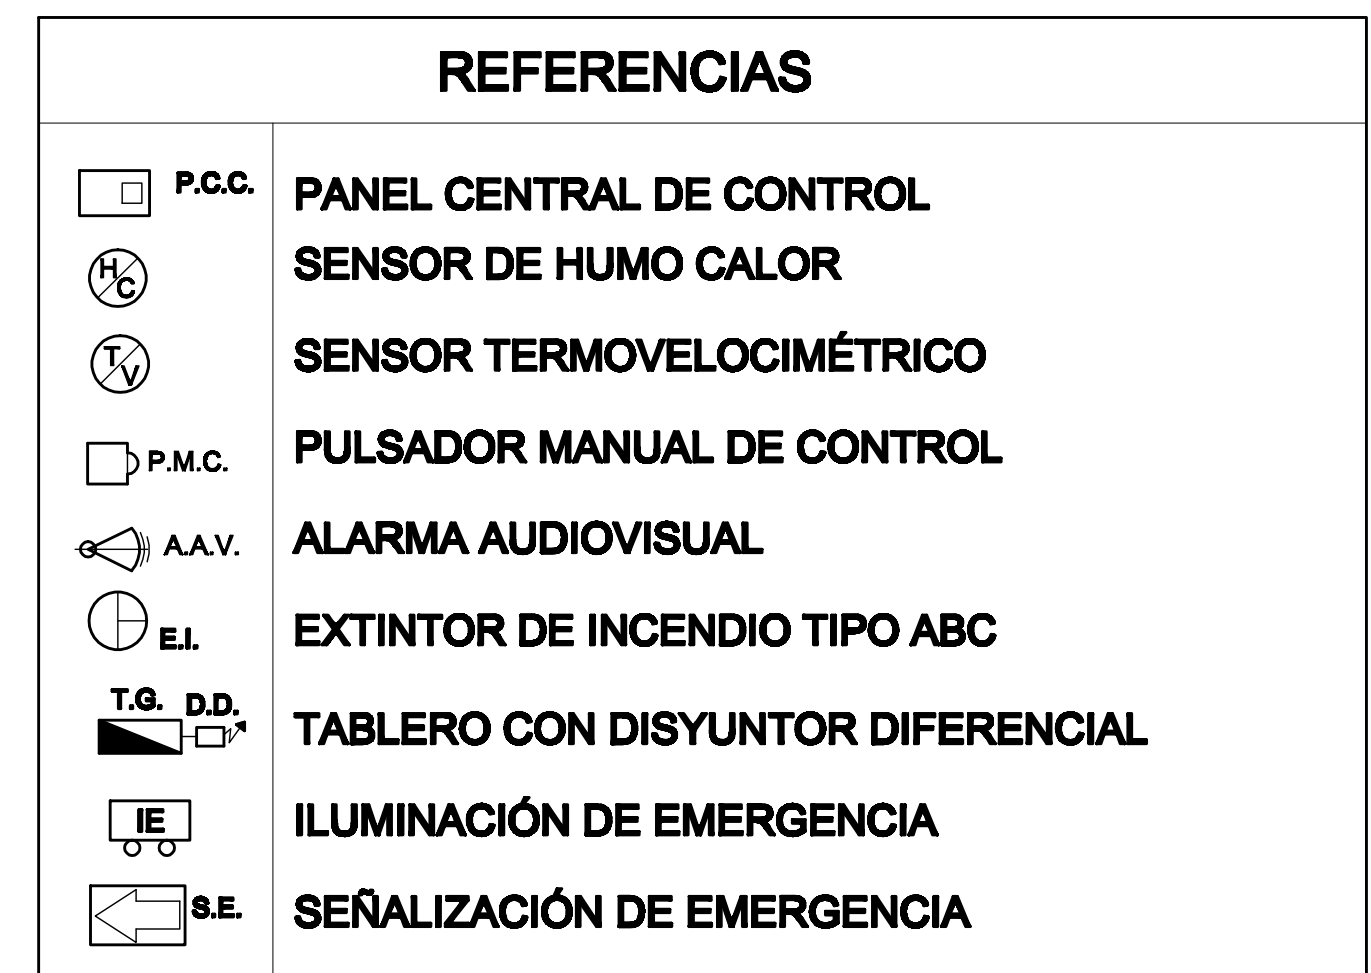 REFERENCIAS
P.C.C. PANEL CENTRAL DE CONTROL
H/C SENSOR DE HUMO CALOR
T/V SENSOR TERMOVELOCIMÉTRICO
P.M.C. PULSADOR MANUAL DE CONTROL
A.A.V. ALARMA AUDIOVISUAL
E.I. EXTINTOR DE INCENDIO TIPO ABC
T.G. D.D. TABLERO CON DISYUNTOR DIFERENCIAL
IE ILUMINACIÓN DE EMERGENCIA
S.E. SEÑALIZACIÓN DE EMERGENCIA